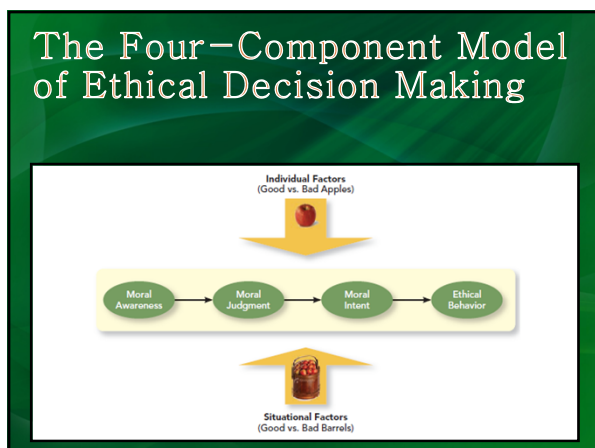 The Four-Component Model
of Ethical Decision Making
Individual Factors
(Good vs. Bad Apples)
Moral
Awareness
Moral
Judgment
Moral
Intent
Ethical
Behavior
Situational Factors
(Good vs. Bad Barrels)